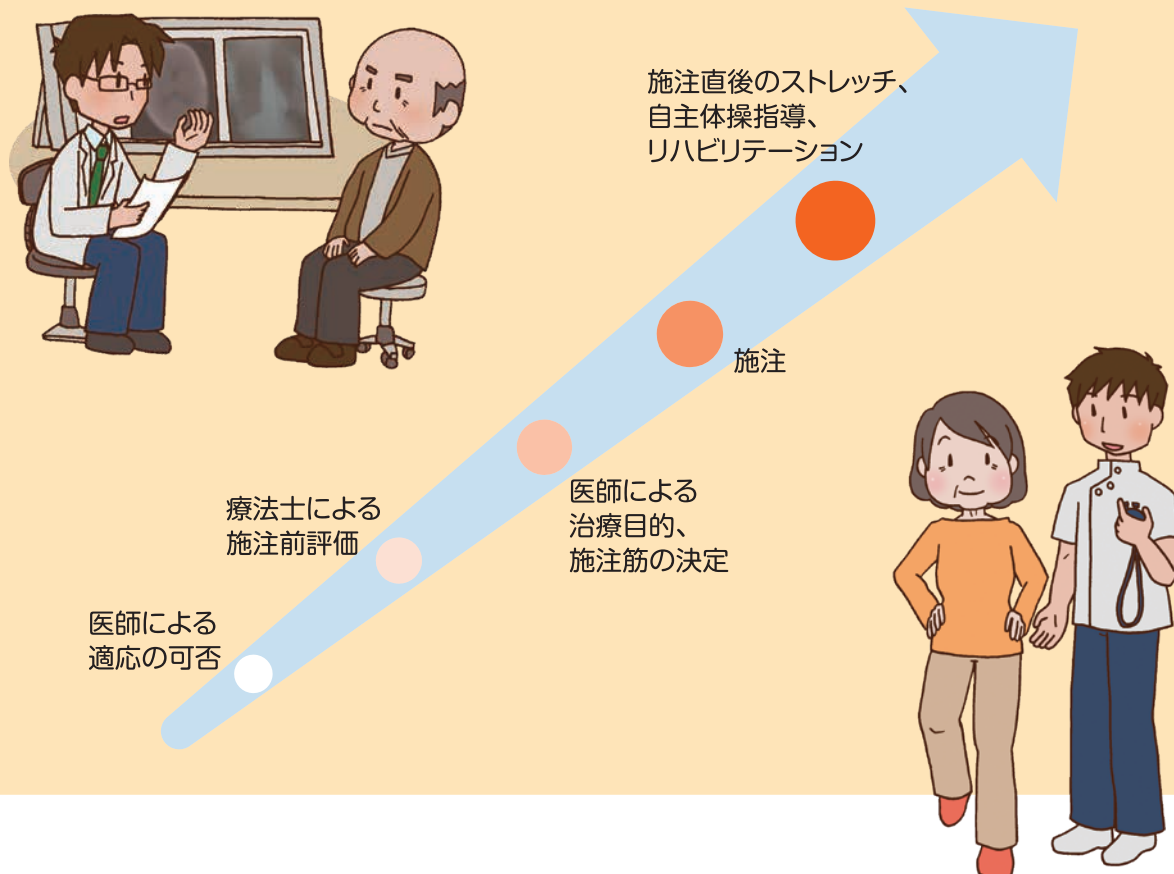 施注直後のストレッチ、
自主体操指導、
リハビリテーション
施注
医師による
治療目的、
施注筋の決定
療法士による
施注前評価
医師による
適応の可否